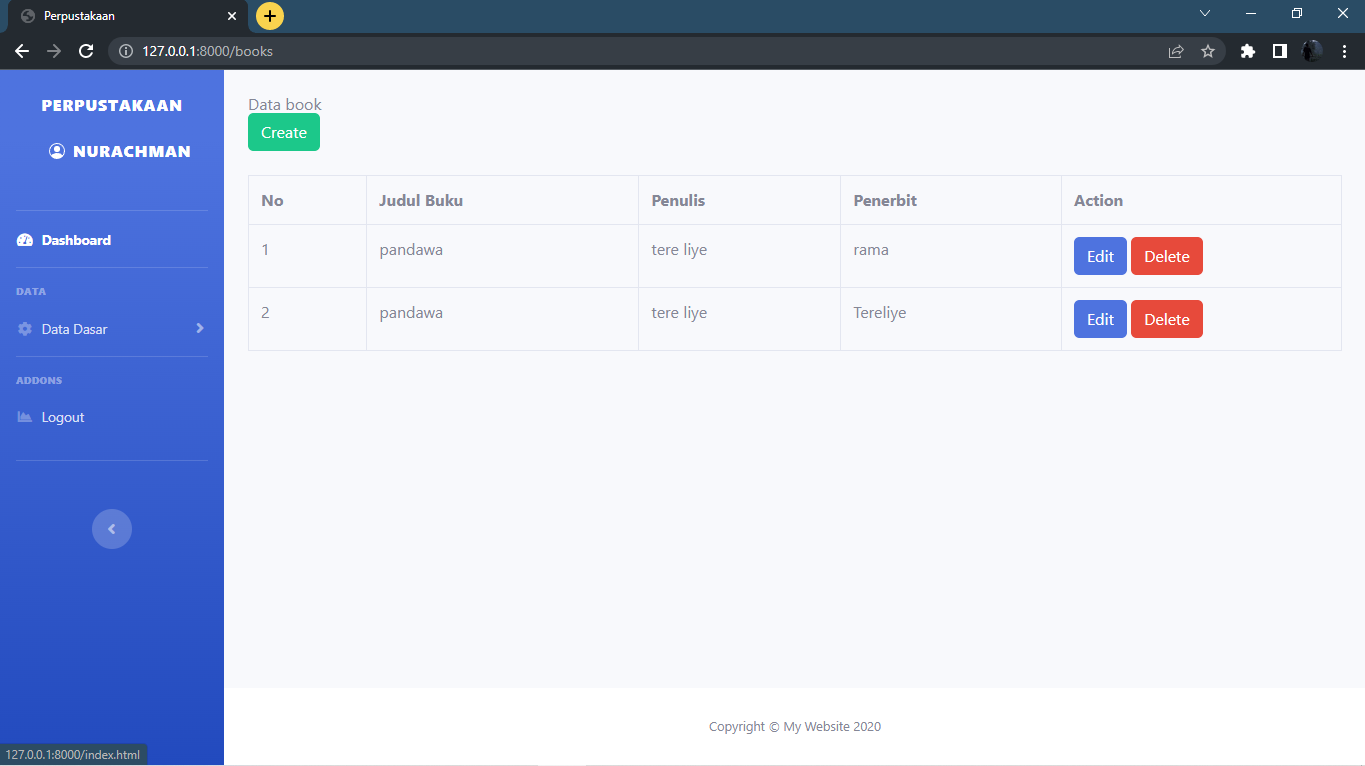 Perpustakaan
127.0.0.1:8000/books
PERPUSTAKAAN
NURACHMAN
Dashboard
DATA
Data Dasar
ADDONS
Logout
Data book
Create
No Judul Buku Penulis Penerbit Action
1 pandawa tere liye rama Edit Delete
2 pandawa tere liye Tereliye Edit Delete
Copyright © My Website 2020
127.0.0.1:8000/index.html